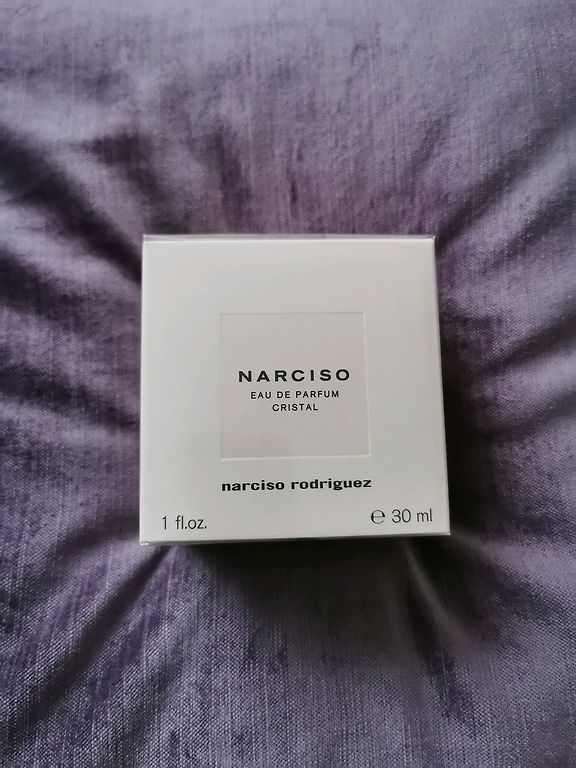 NARCISO
EAU DE PARFUM
CRISTAL
narciso rodriguez
1 fl.oz. ℮ 30 ml